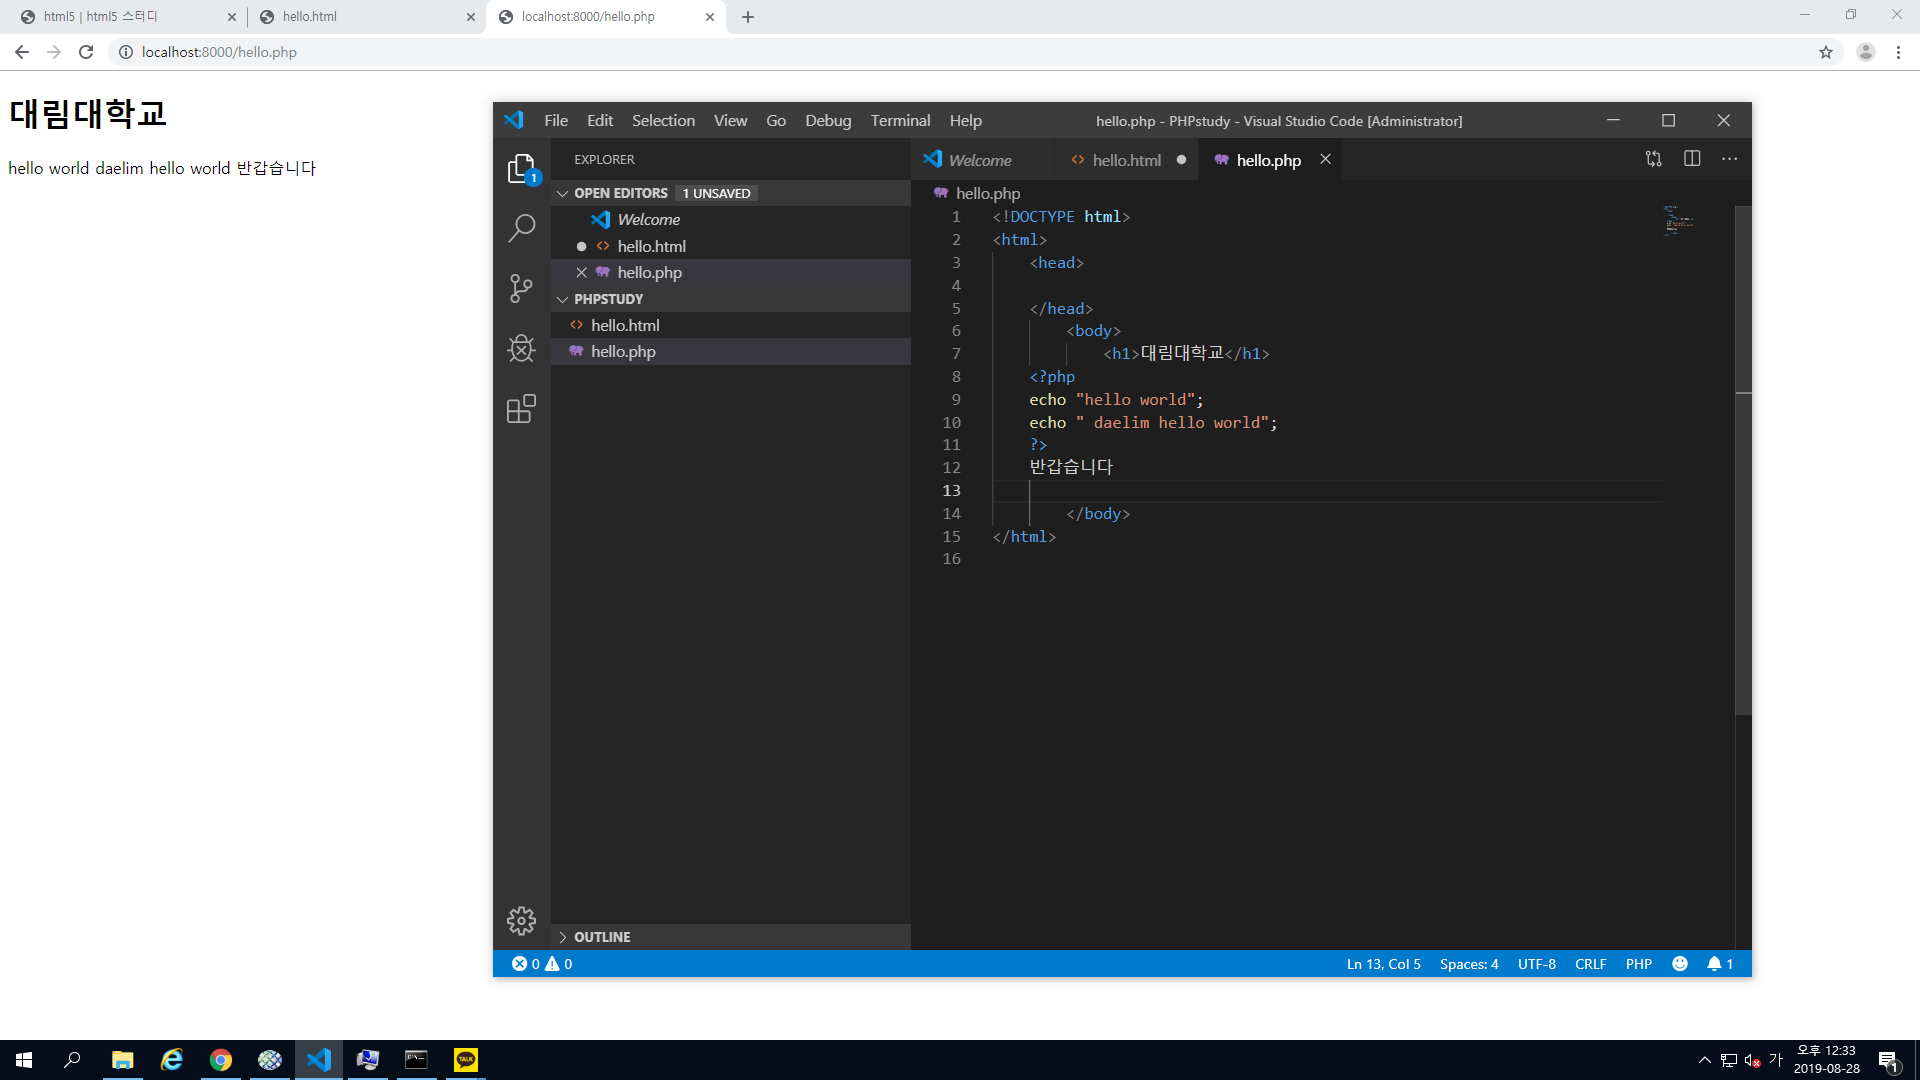 html5 | html5 스터디
hello.html
localhost:8000/hello.php
localhost:8000/hello.php
대림대학교
hello world daelim hello world 반갑습니다
File Edit Selection View Go Debug Terminal Help
hello.php - PHPstudy - Visual Studio Code [Administrator]
1
EXPLORER
OPEN EDITORS 1 UNSAVED
Welcome
hello.html
hello.php
PHPSTUDY
hello.html
hello.php
OUTLINE
Welcome hello.html hello.php
hello.php
1 <!DOCTYPE html>
2 <html>
3 <head>
4
5 </head>
6 <body>
7 <h1>대림대학교</h1>
8 <?php
9 echo "hello world";
10 echo " daelim hello world";
11 ?>
12 반갑습니다
13
14 </body>
15 </html>
16
0 0
Ln 13, Col 5 Spaces: 4 UTF-8 CRLF PHP 1
TALK
가
오후 12:33
2019-08-28
1